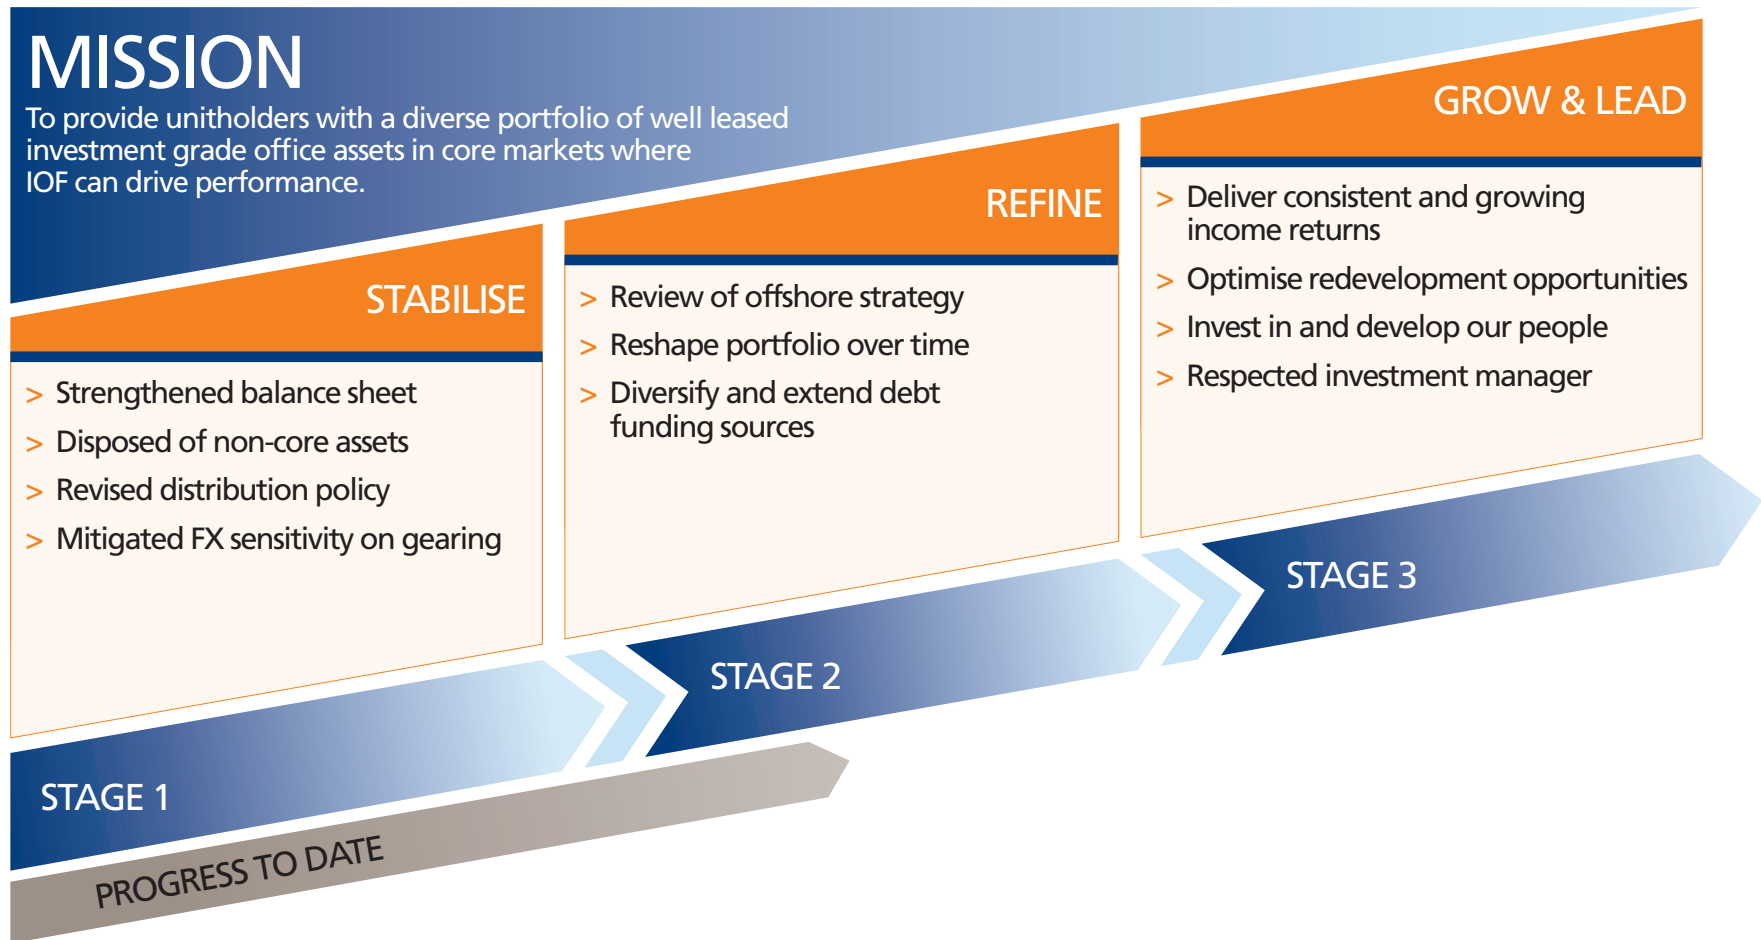 MISSION
To provide unitholders with a diverse portfolio of well leased
investment grade office assets in core markets where
IOF can drive performance.
STABILISE
> Strengthened balance sheet
> Disposed of non-core assets
> Revised distribution policy
> Mitigated FX sensitivity on gearing
REFINE
> Review of offshore strategy
> Reshape portfolio over time
> Diversify and extend debt
funding sources
GROW & LEAD
> Deliver consistent and growing
income returns
> Optimise redevelopment opportunities
> Invest in and develop our people
> Respected investment manager
STAGE 1
STAGE 2
STAGE 3
PROGRESS TO DATE